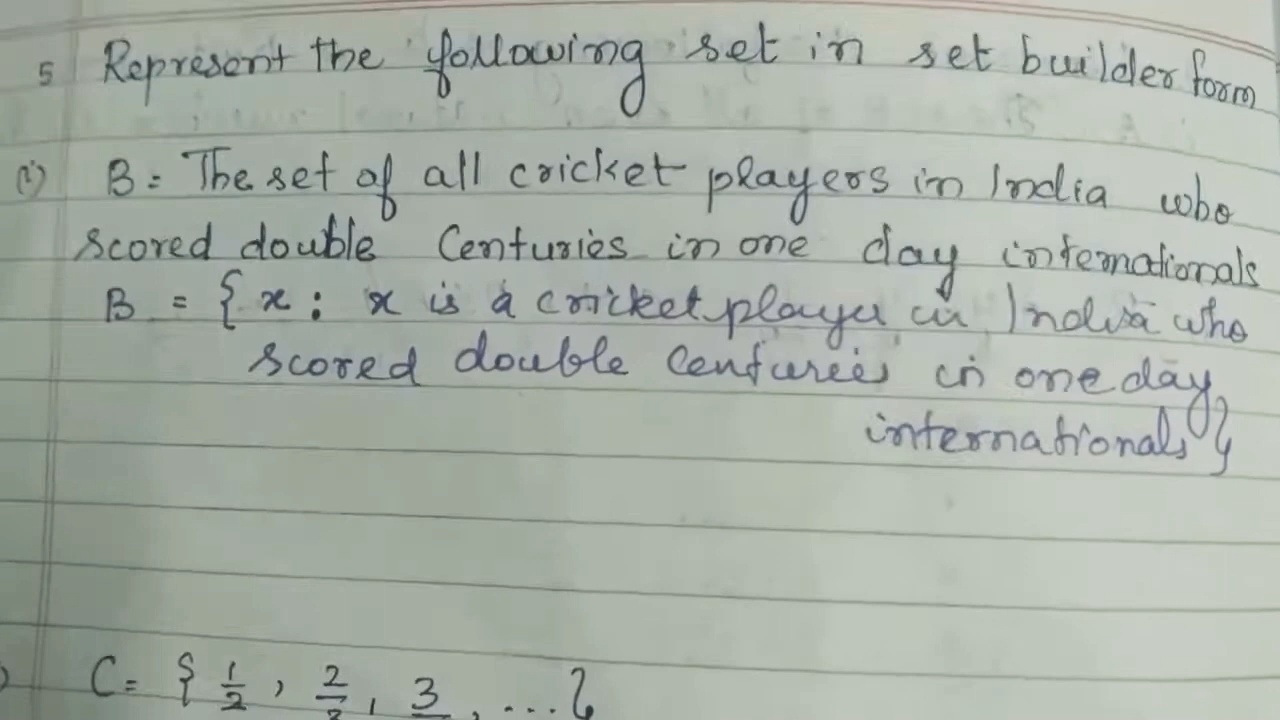 5 Represent the following set in set builder form
(i) B = The set of all cricket players in India who
scored double Centuries in one day internationals
B = { x : x is a cricket player in India who
scored double Centuries in one day
internationals }
C = { 1/2 , 2/3 , 3 , ... }